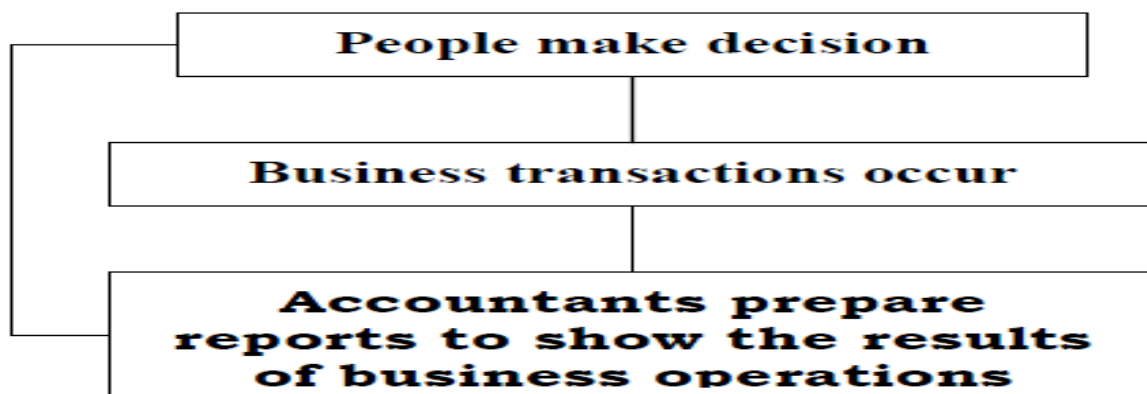 People make decision
Business transactions occur
Accountants prepare
reports to show the results
of business operations